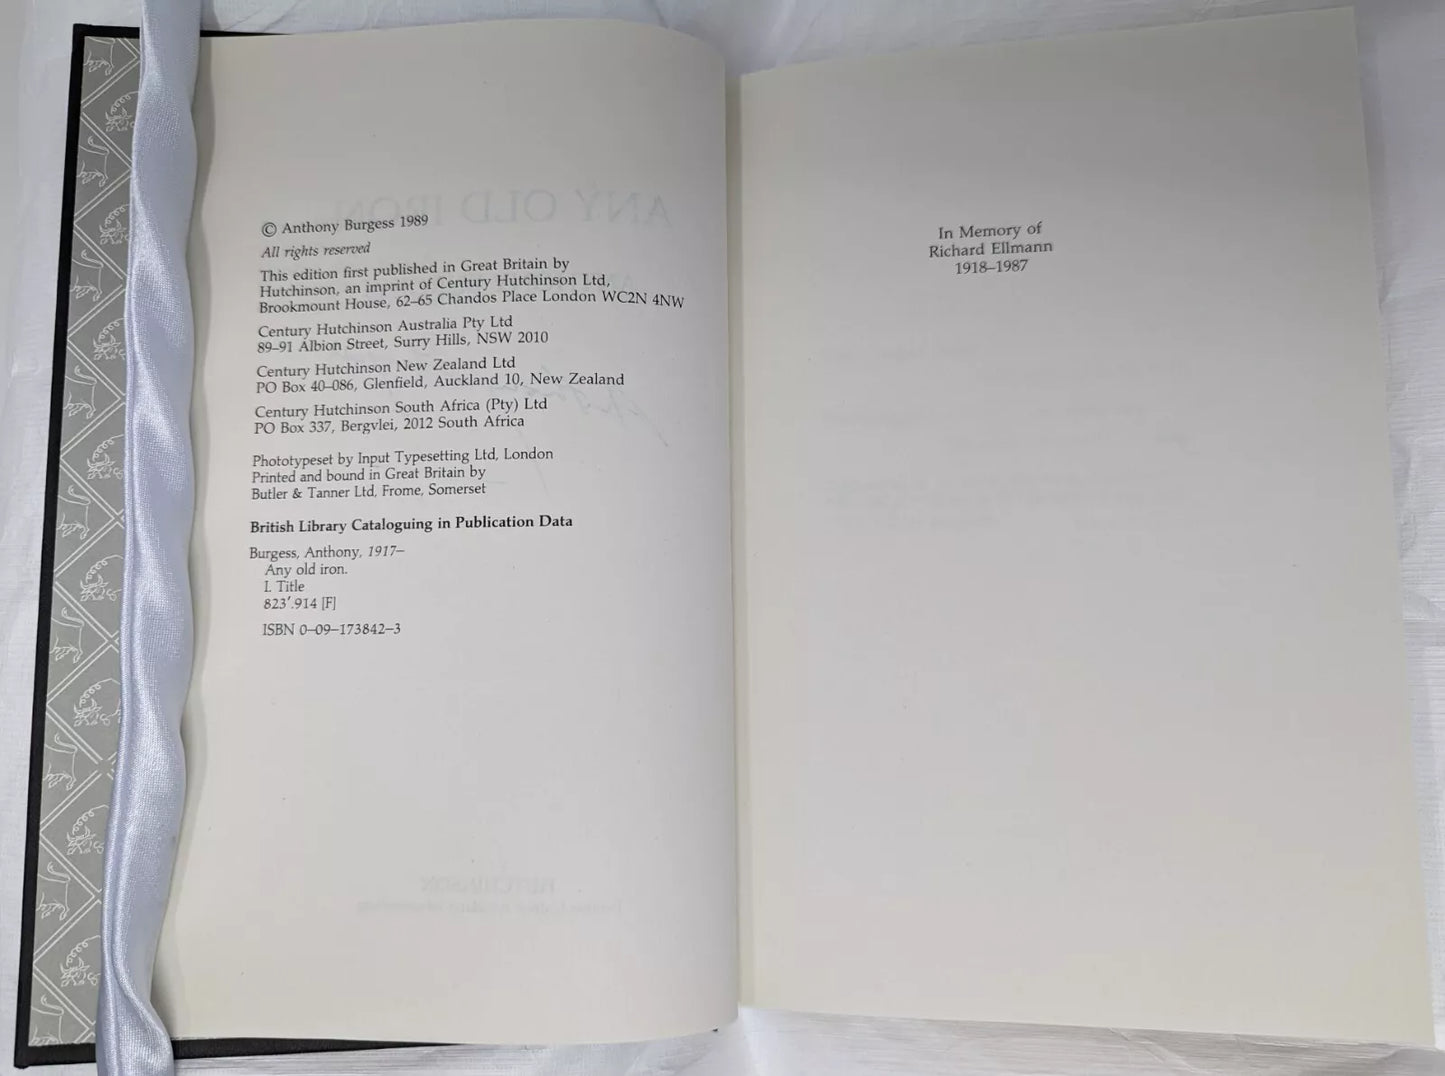 © Anthony Burgess 1989
All rights reserved
This edition first published in Great Britain by
Hutchinson, an imprint of Century Hutchinson Ltd,
Brookmount House, 62–65 Chandos Place London WC2N 4NW
Century Hutchinson Australia Pty Ltd
89–91 Albion Street, Surry Hills, NSW 2010
Century Hutchinson New Zealand Ltd
PO Box 40–086, Glenfield, Auckland 10, New Zealand
Century Hutchinson South Africa (Pty) Ltd
PO Box 337, Bergvlei, 2012 South Africa
Phototypeset by Input Typesetting Ltd, London
Printed and bound in Great Britain by
Butler & Tanner Ltd, Frome, Somerset
British Library Cataloguing in Publication Data
Burgess, Anthony, 1917–
Any old iron.
I. Title
823′.914 [F]
ISBN 0–09–173842–3
In Memory of
Richard Ellmann
1918–1987